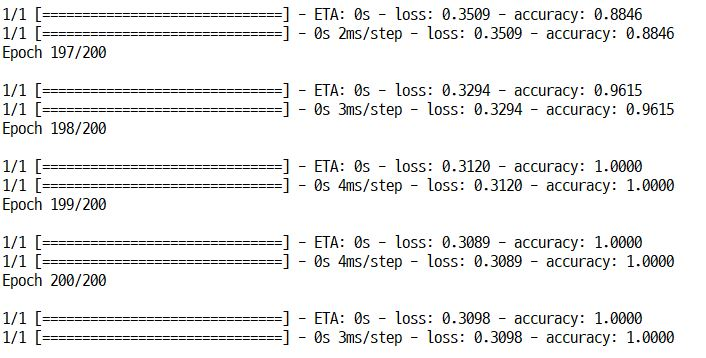 1/1 [==============================] - ETA: 0s - loss: 0.3509 - accuracy: 0.8846
1/1 [==============================] - 0s 2ms/step - loss: 0.3509 - accuracy: 0.8846
Epoch 197/200
1/1 [==============================] - ETA: 0s - loss: 0.3294 - accuracy: 0.9615
1/1 [==============================] - 0s 3ms/step - loss: 0.3294 - accuracy: 0.9615
Epoch 198/200
1/1 [==============================] - ETA: 0s - loss: 0.3120 - accuracy: 1.0000
1/1 [==============================] - 0s 4ms/step - loss: 0.3120 - accuracy: 1.0000
Epoch 199/200
1/1 [==============================] - ETA: 0s - loss: 0.3089 - accuracy: 1.0000
1/1 [==============================] - 0s 4ms/step - loss: 0.3089 - accuracy: 1.0000
Epoch 200/200
1/1 [==============================] - ETA: 0s - loss: 0.3098 - accuracy: 1.0000
1/1 [==============================] - 0s 3ms/step - loss: 0.3098 - accuracy: 1.0000